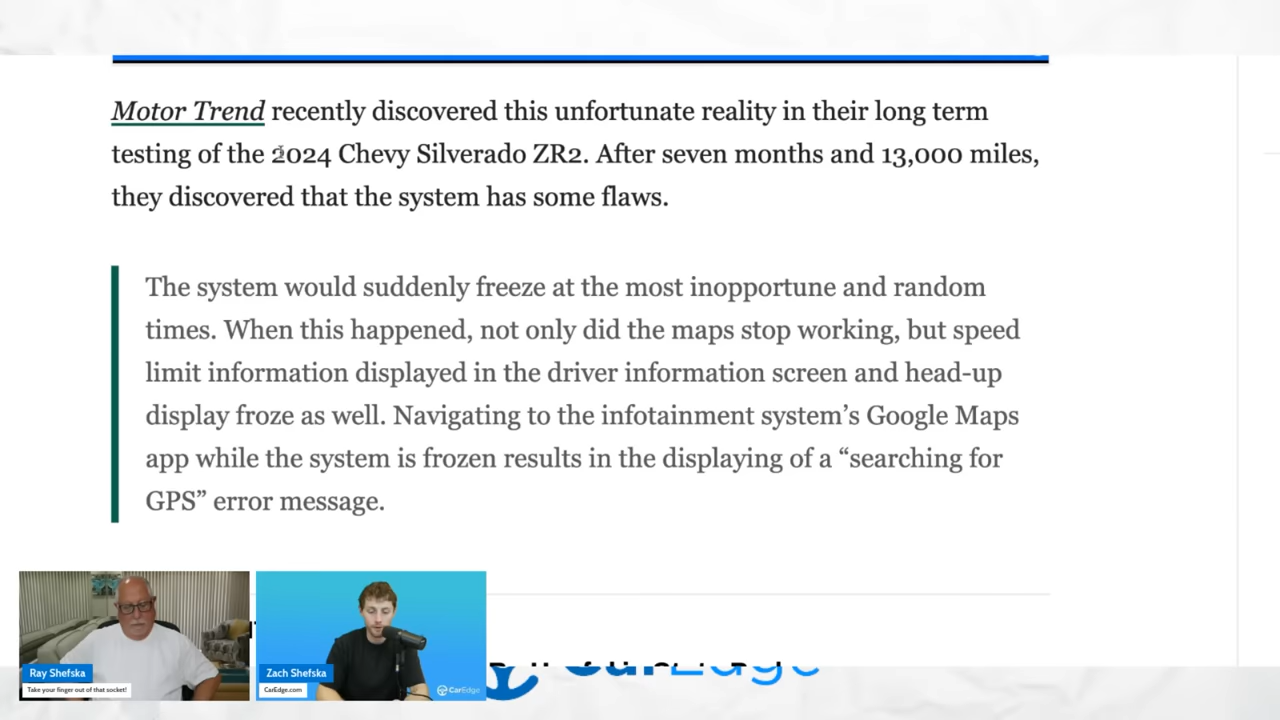 Motor Trend recently discovered this unfortunate reality in their long term
testing of the 2024 Chevy Silverado ZR2. After seven months and 13,000 miles,
they discovered that the system has some flaws.
The system would suddenly freeze at the most inopportune and random
times. When this happened, not only did the maps stop working, but speed
limit information displayed in the driver information screen and head-up
display froze as well. Navigating to the infotainment system’s Google Maps
app while the system is frozen results in the displaying of a “searching for
GPS” error message.
Ray Shefska
Take your finger out of that socket!
Zach Shefska
CarEdge.com
CarEdge
CarEdge